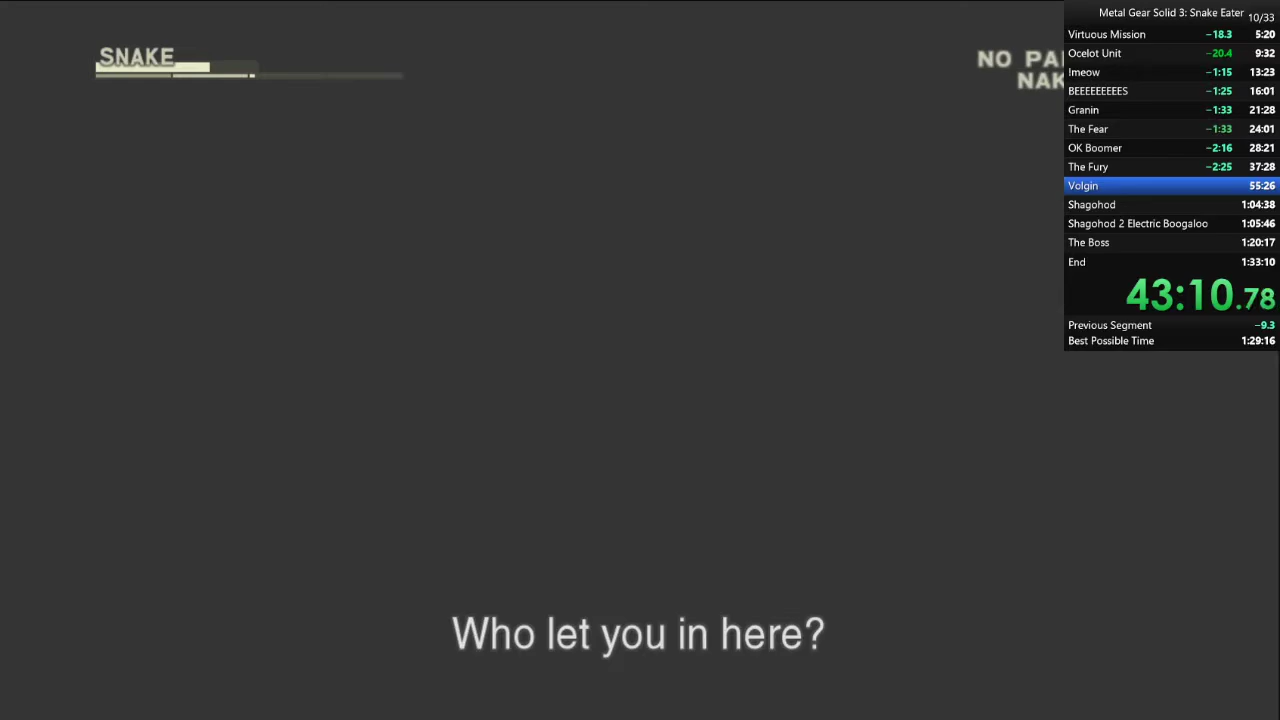 SNAKE
NO PA
NAK
Who let you in here?
Metal Gear Solid 3: Snake Eater
10/33
Virtuous Mission −18.3 5:20
Ocelot Unit −20.4 9:32
!meow −1:15 13:23
BEEEEEEEEES −1:25 16:01
Granin −1:33 21:28
The Fear −1:33 24:01
OK Boomer −2:16 28:21
The Fury −2:25 37:28
Volgin 55:26
Shagohod 1:04:38
Shagohod 2 Electric Boogaloo 1:05:46
The Boss 1:20:17
End 1:33:10
43:10.78
Previous Segment −9.3
Best Possible Time 1:29:16